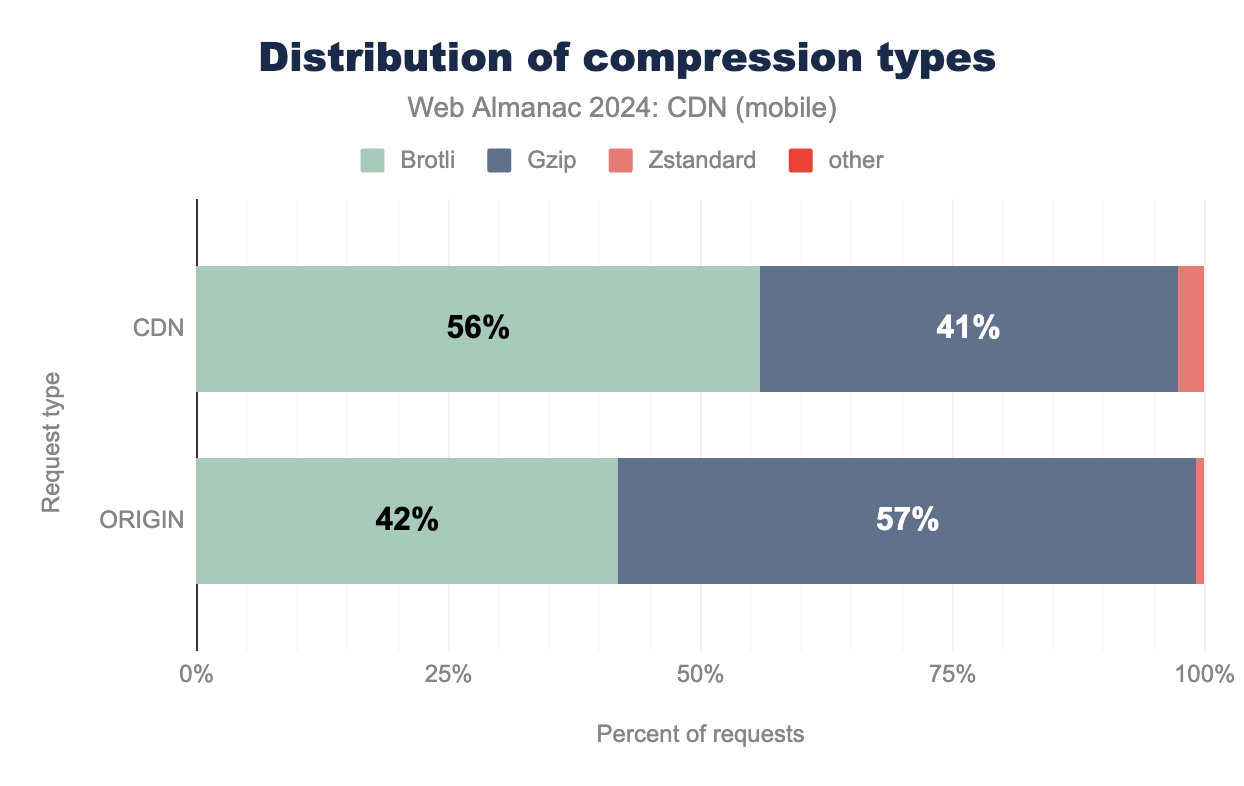 Distribution of compression types
Web Almanac 2024: CDN (mobile)
Brotli Gzip Zstandard other
CDN 56% 41%
Request type
ORIGIN 42% 57%
0% 25% 50% 75% 100%
Percent of requests